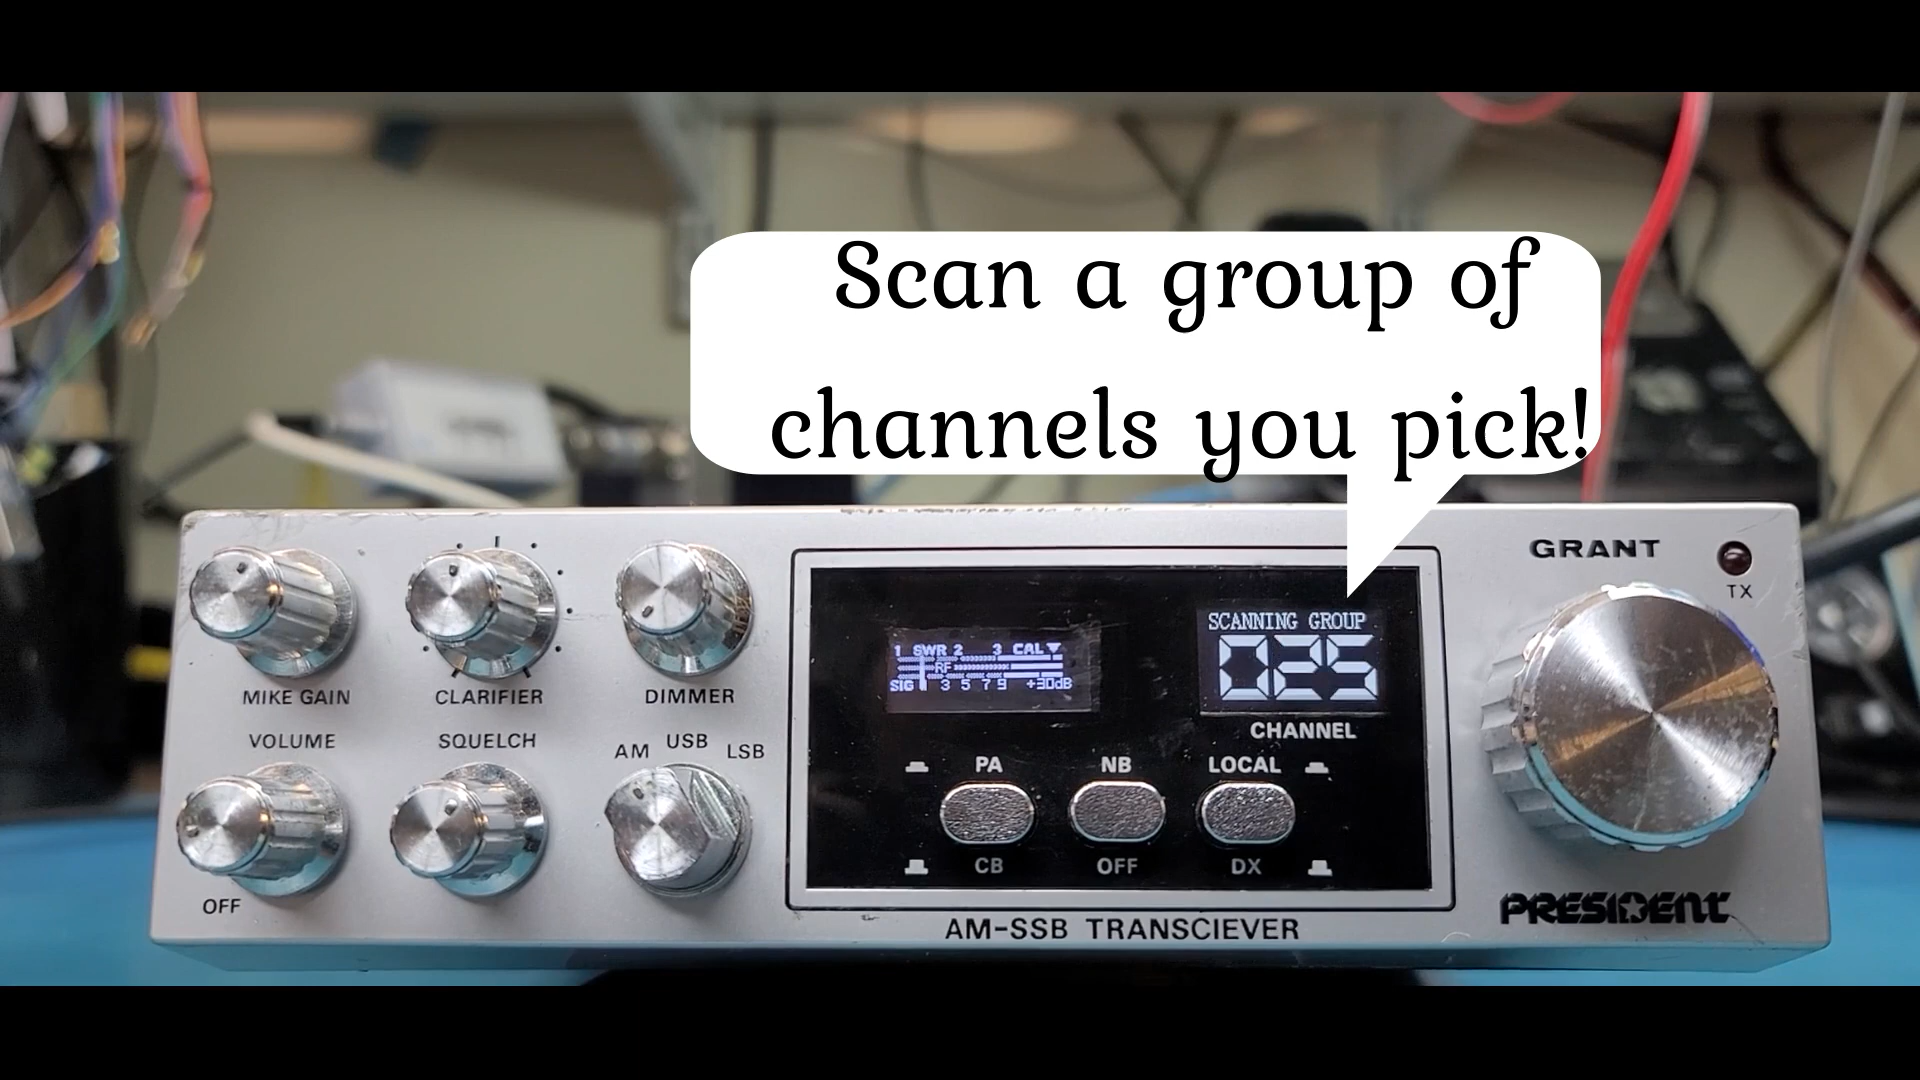 Scan a group of
channels you pick!
GRANT
TX
SCANNING GROUP
025
1 SWR 2 3 CAL
RF
SIG 1 3 5 7 9 +30dB
CHANNEL
MIKE GAIN CLARIFIER DIMMER
VOLUME SQUELCH AM USB LSB
PA NB LOCAL
CB OFF DX
OFF
PRESIDENT
AM-SSB TRANSCIEVER